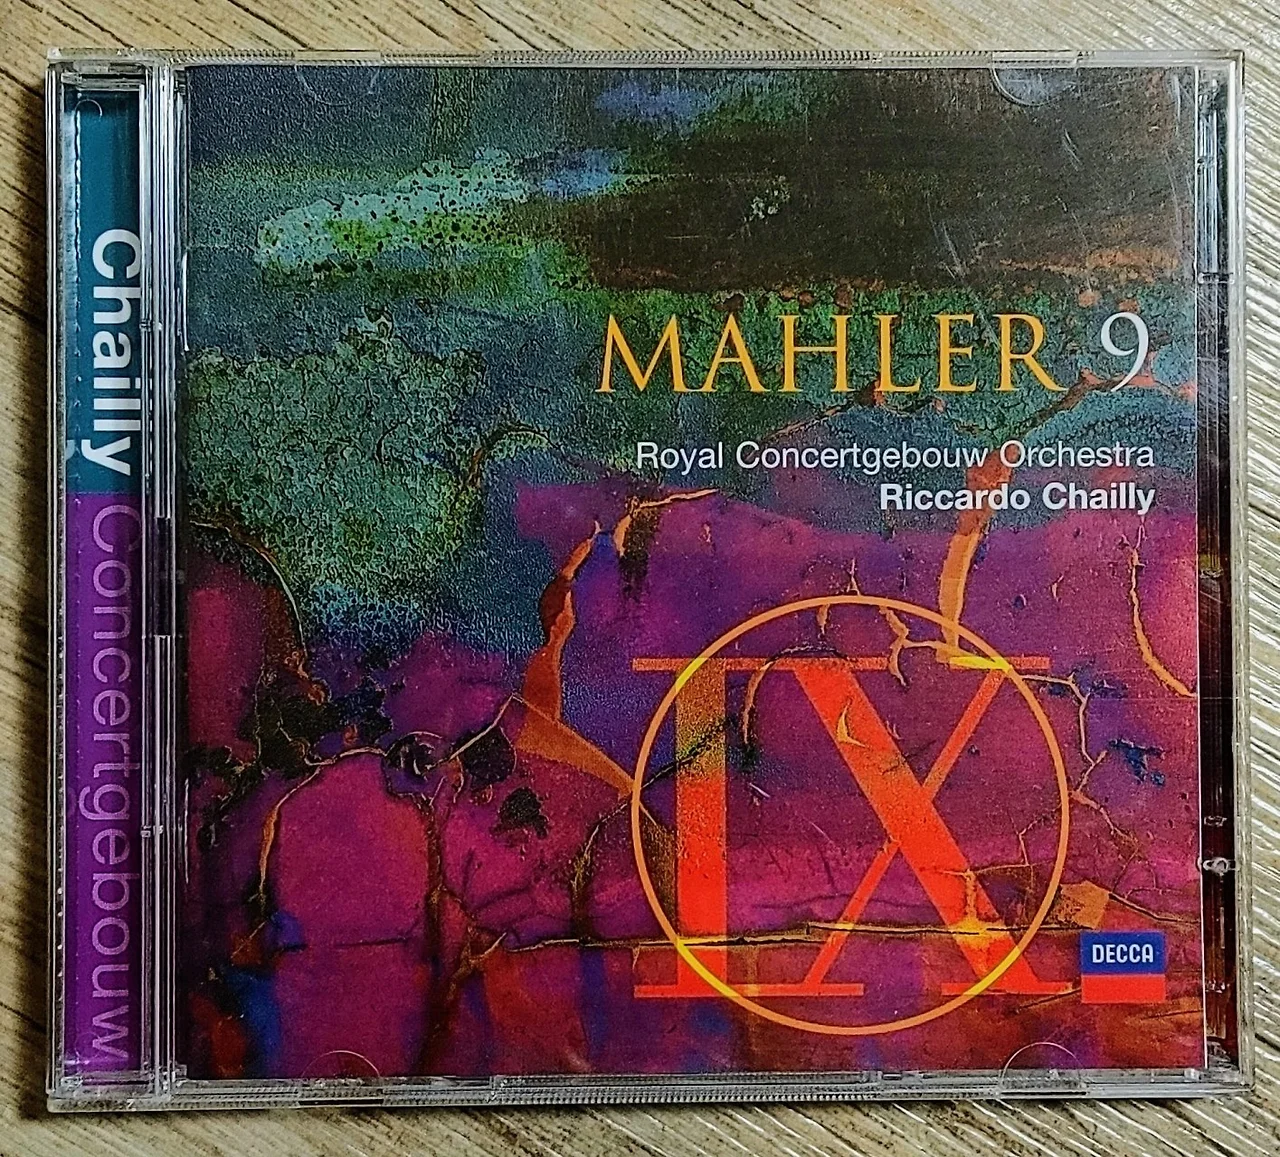 Chailly Concertgebouw
MAHLER 9
Royal Concertgebouw Orchestra
Riccardo Chailly
IX
DECCA